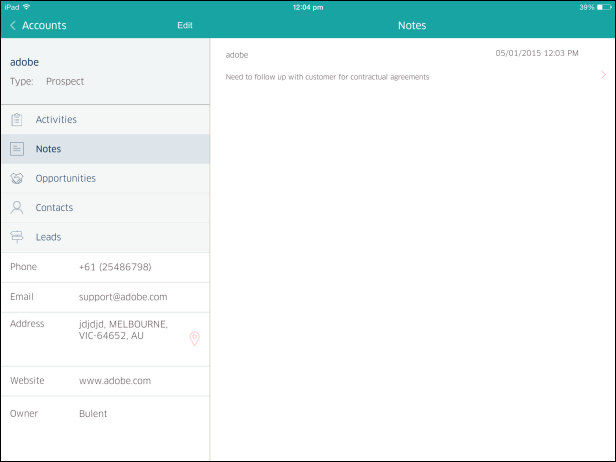 iPad 12:04 pm 39%
Accounts Edit Notes
adobe
Type: Prospect
Activities
Notes
Opportunities
Contacts
Leads
Phone +61 (25486798)
Email support@adobe.com
Address jdjdjd, MELBOURNE,
VIC-64652, AU
Website www.adobe.com
Owner Bulent
adobe 05/01/2015 12:03 PM
Need to follow up with customer for contractual agreements